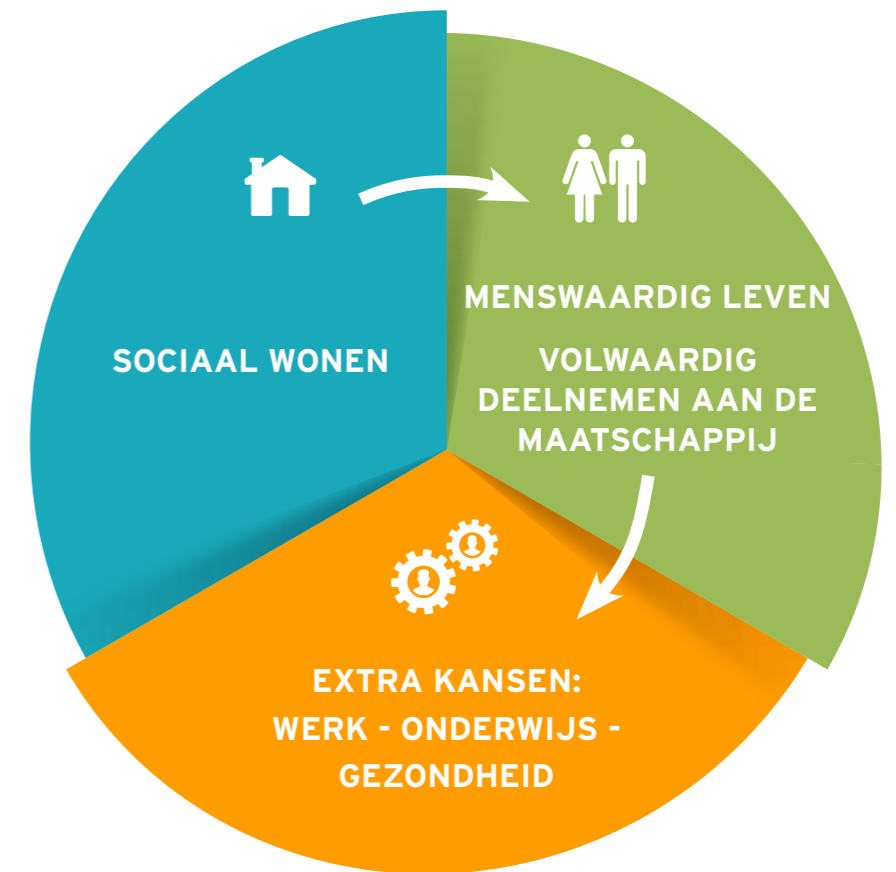 SOCIAAL WONEN
MENSWAARDIG LEVEN
VOLWAARDIG
DEELNEMEN AAN DE
MAATSCHAPPIJ
EXTRA KANSEN:
WERK - ONDERWIJS -
GEZONDHEID